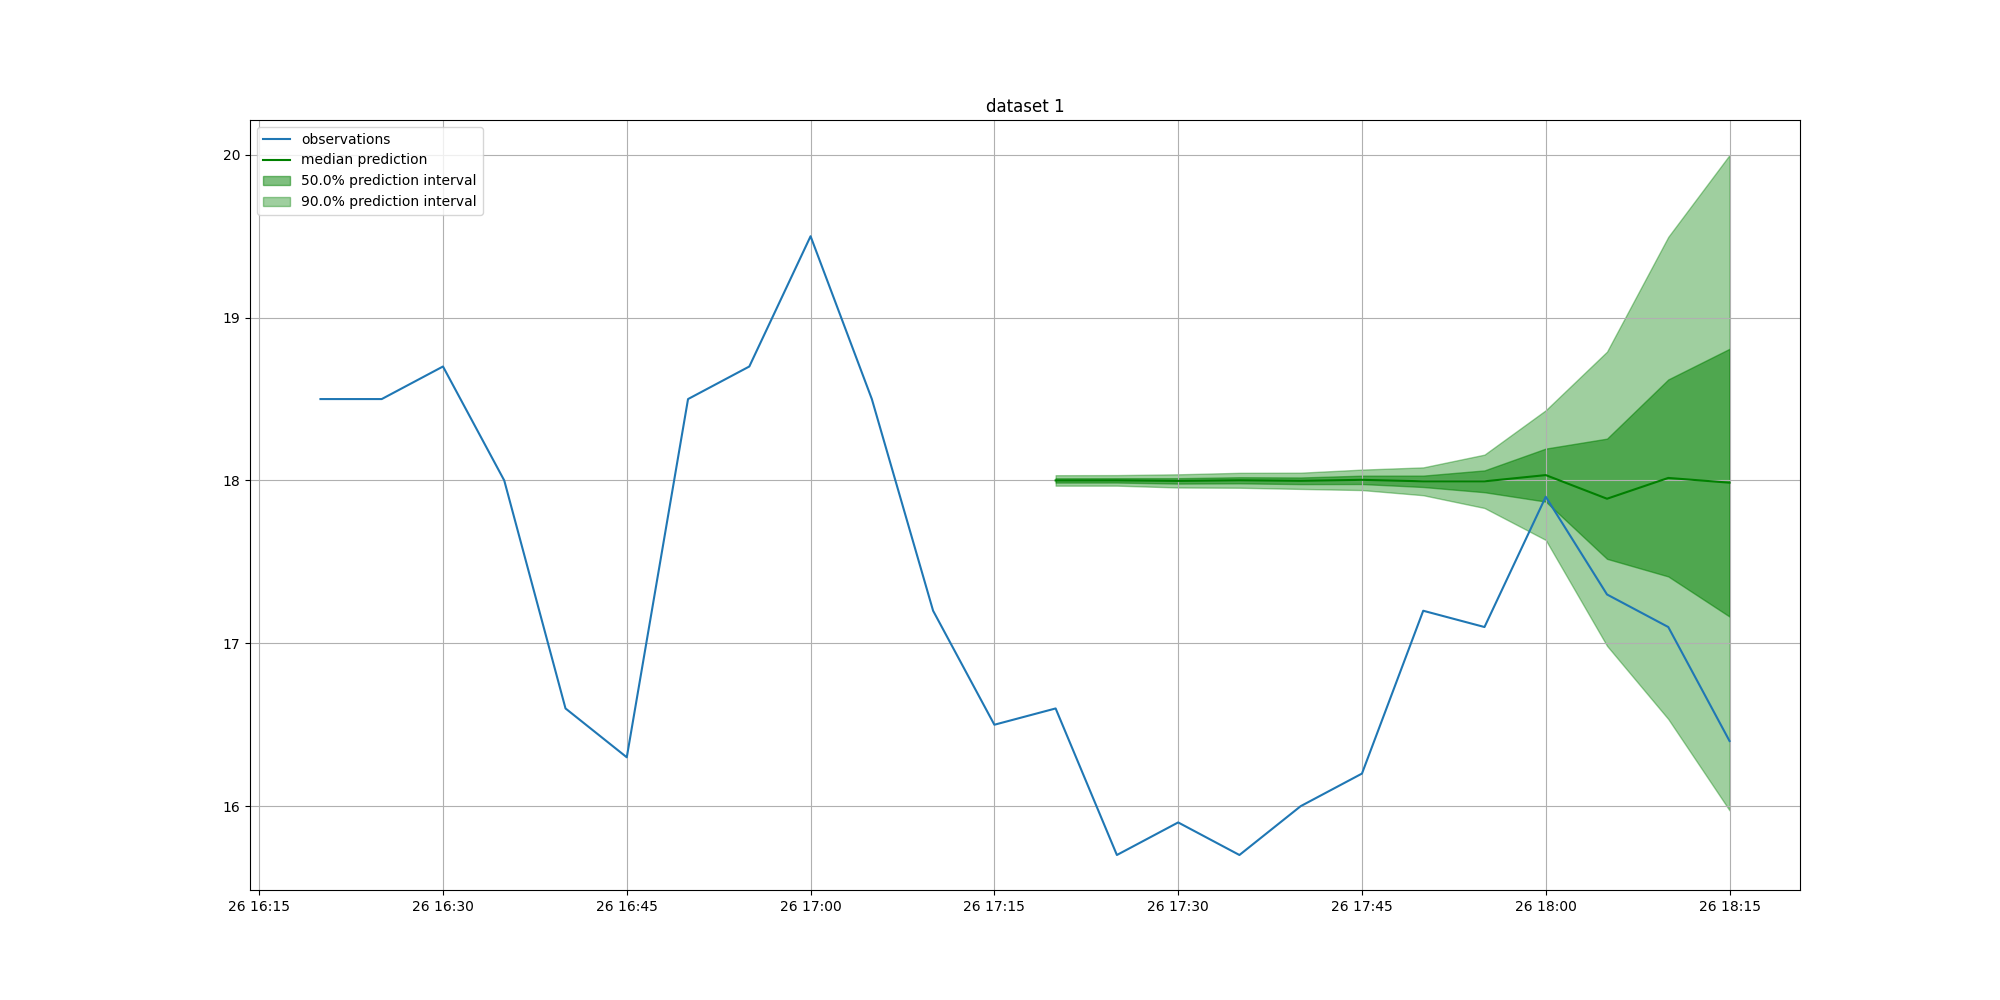 dataset 1
observations
median prediction
50.0% prediction interval
90.0% prediction interval
20
19
18
17
16
26 16:15 26 16:30 26 16:45 26 17:00 26 17:15 26 17:30 26 17:45 26 18:00 26 18:15